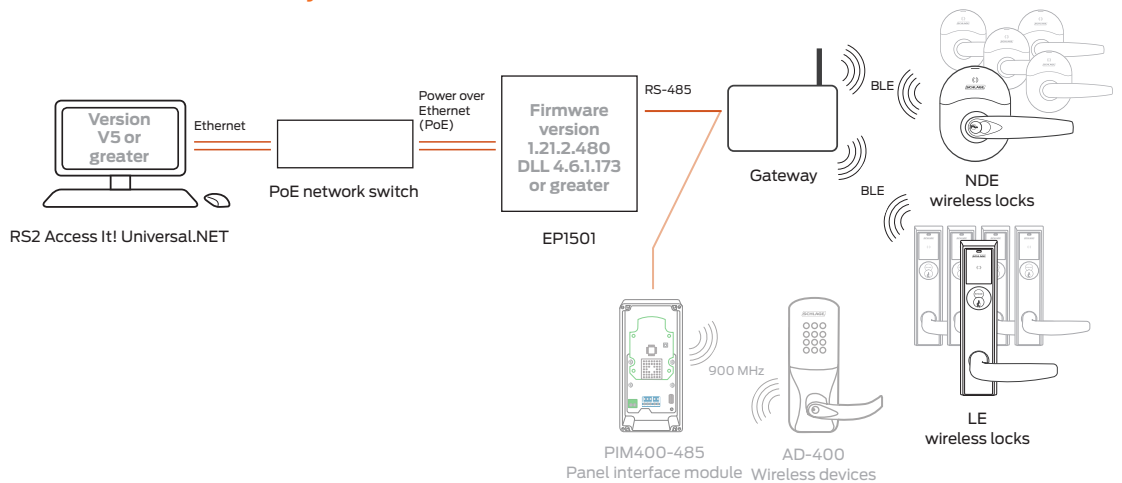 Version
V5 or
greater
RS2 Access It! Universal.NET
Ethernet
PoE network switch
Power over
Ethernet
(PoE)
Firmware
version
1.21.2.480
DLL 4.6.1.173
or greater
EP1501
RS-485
Gateway
BLE
BLE
SCHLAGE
NDE
wireless locks
LE
wireless locks
PIM400-485
Panel interface module
900 MHz
SCHLAGE
AD-400
Wireless devices